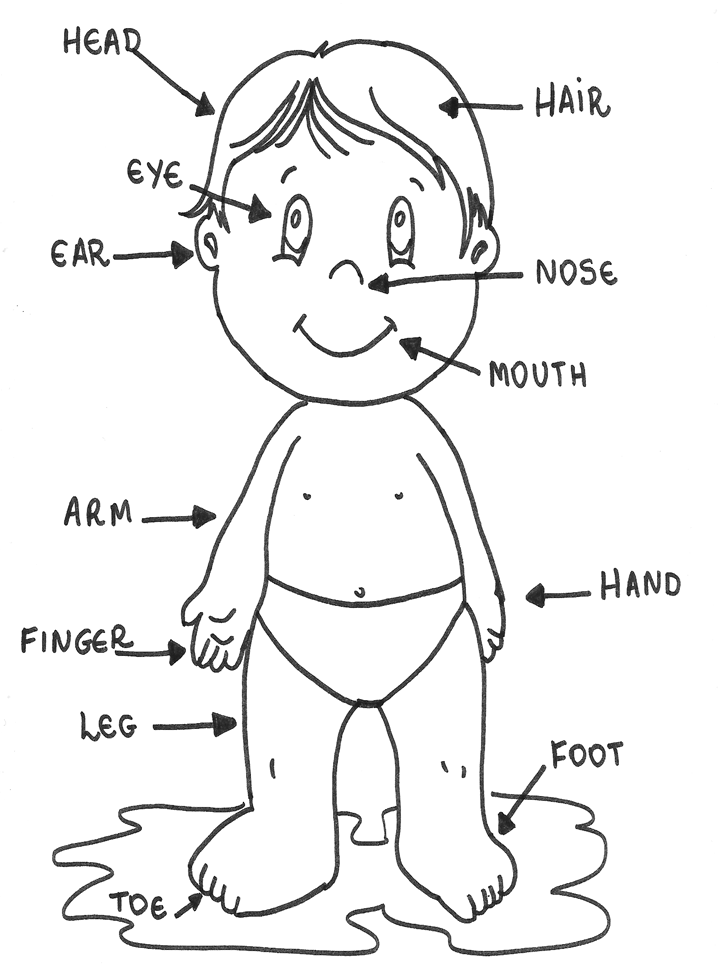 HEAD
HAiR
EYE
EAR
NOSE
MOUTH
ARM
HAND
FINGER
LEG
FOOT
TOE